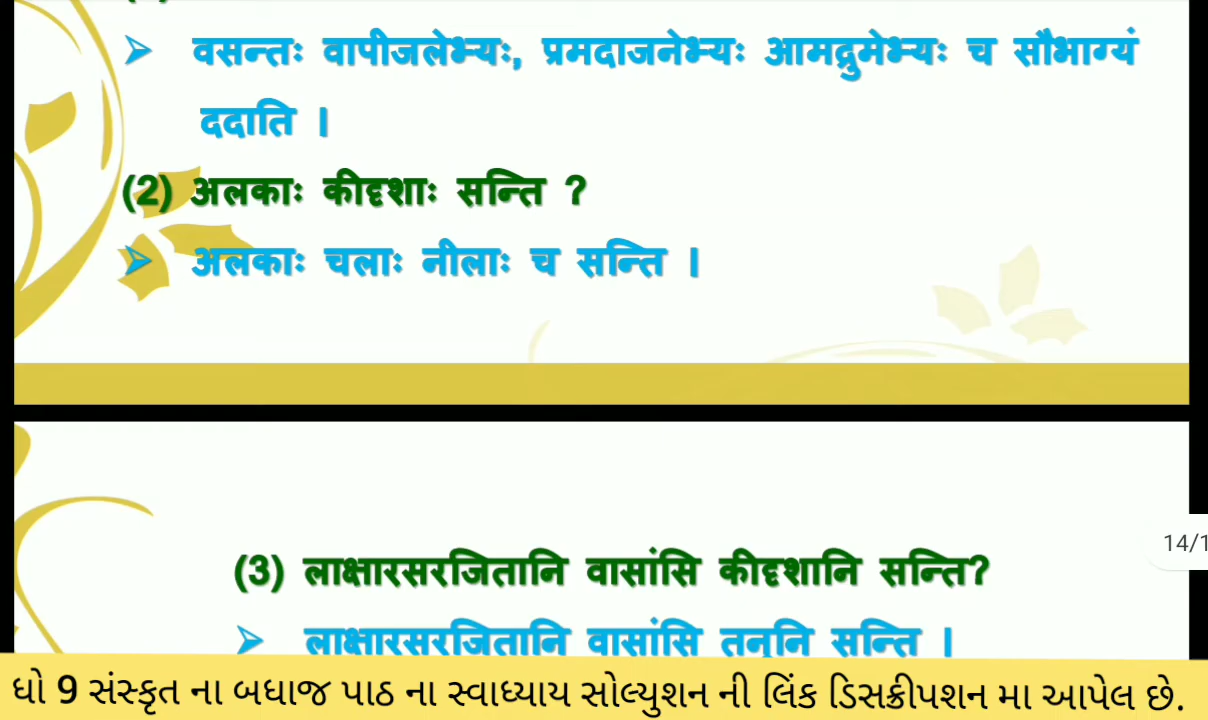 ➢ वसन्तः वापीजलेभ्यः, प्रमदाजनेभ्यः आमद्रुमेभ्यः च सौभाग्यं
ददाति ।
(2) अलकाः कीदृशाः सन्ति ?
➢ अलकाः चलाः नीलाः च सन्ति ।
(3) लाक्षारसरजितानि वासांसि कीदृशानि सन्ति?
14/1
➢ लाक्षारसरजितानि वासांसि तनूनि सन्ति ।
ધો 9 સંસ્કૃત ના બધાજ પાઠ ના સ્વાધ્યાય સોલ્યુશન ની લિંક ડિસક્રીપશન મા આપેલ છે.